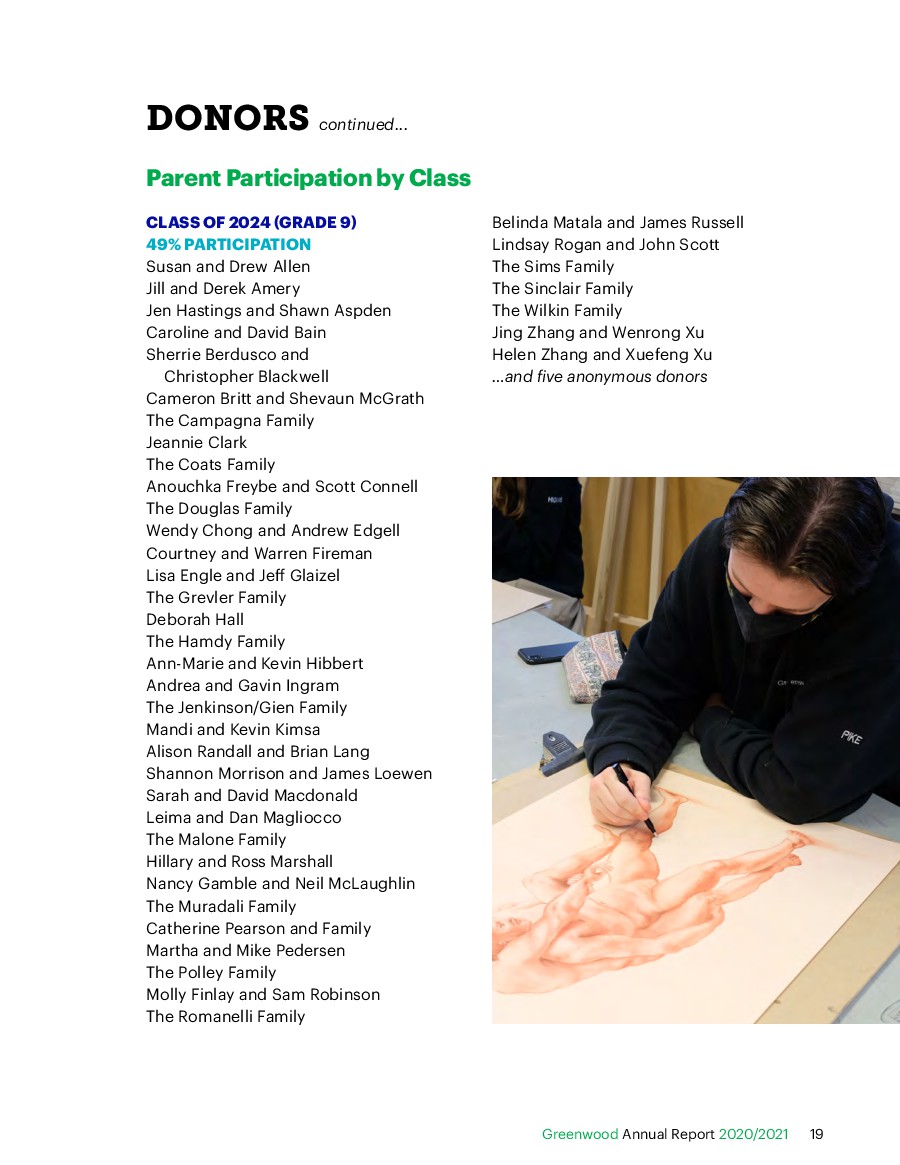 DONORS continued...
Parent Participation by Class
CLASS OF 2024 (GRADE 9)
49% PARTICIPATION
Susan and Drew Allen
Jill and Derek Amery
Jen Hastings and Shawn Aspden
Caroline and David Bain
Sherrie Berdusco and
Christopher Blackwell
Cameron Britt and Shevaun McGrath
The Campagna Family
Jeannie Clark
The Coats Family
Anouchka Freybe and Scott Connell
The Douglas Family
Wendy Chong and Andrew Edgell
Courtney and Warren Fireman
Lisa Engle and Jeff Glaizel
The Grevler Family
Deborah Hall
The Hamdy Family
Ann-Marie and Kevin Hibbert
Andrea and Gavin Ingram
The Jenkinson/Gien Family
Mandi and Kevin Kimsa
Alison Randall and Brian Lang
Shannon Morrison and James Loewen
Sarah and David Macdonald
Leima and Dan Magliocco
The Malone Family
Hillary and Ross Marshall
Nancy Gamble and Neil McLaughlin
The Muradali Family
Catherine Pearson and Family
Martha and Mike Pedersen
The Polley Family
Molly Finlay and Sam Robinson
The Romanelli Family
Belinda Matala and James Russell
Lindsay Rogan and John Scott
The Sims Family
The Sinclair Family
The Wilkin Family
Jing Zhang and Wenrong Xu
Helen Zhang and Xuefeng Xu
...and five anonymous donors
PIKE
Greenwood Annual Report 2020/2021 19